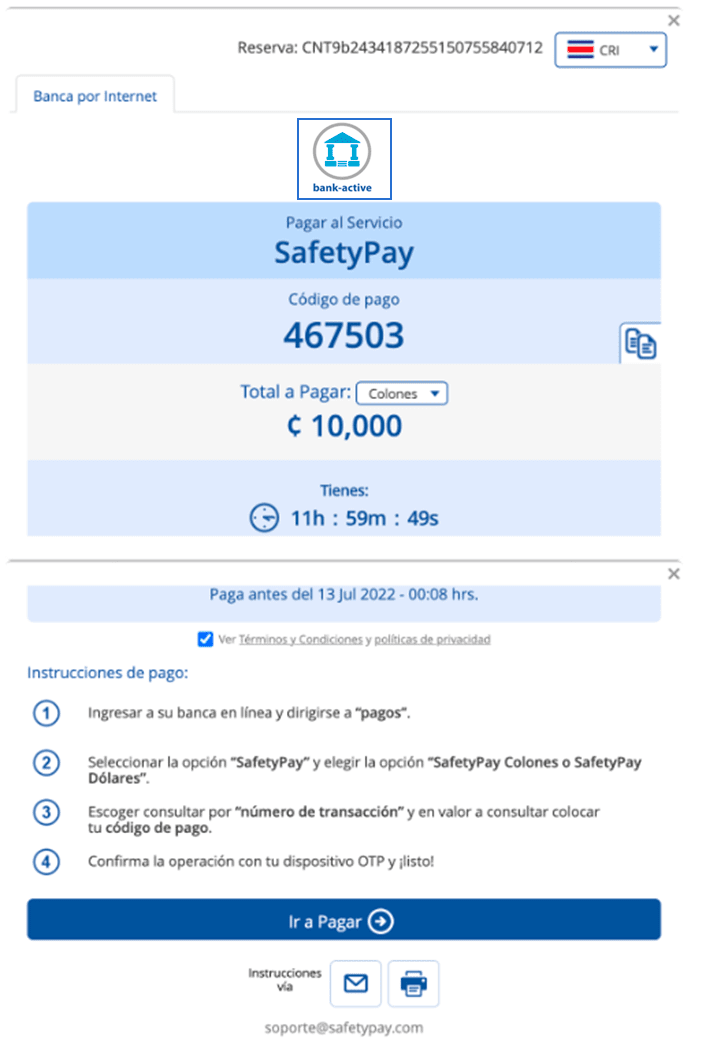 Reserva: CNT9b2434187255150755840712
CRI
Banca por Internet
bank-active
Pagar al Servicio
SafetyPay
Código de pago
467503
Total a Pagar: Colones
₵ 10,000
Tienes:
11h : 59m : 49s
Paga antes del 13 Jul 2022 - 00:08 hrs.
Ver Términos y Condiciones y políticas de privacidad
Instrucciones de pago:
1 Ingresar a su banca en línea y dirigirse a “pagos”.
2 Seleccionar la opción “SafetyPay” y elegir la opción “SafetyPay Colones o SafetyPay
Dólares”.
3 Escoger consultar por “número de transacción” y en valor a consultar colocar
tu código de pago.
4 Confirma la operación con tu dispositivo OTP y ¡listo!
Ir a Pagar
Instrucciones
vía
soporte@safetypay.com